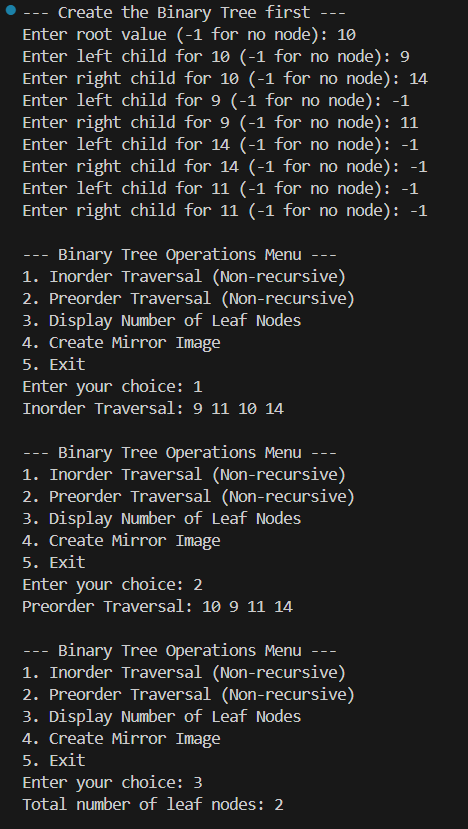 --- Create the Binary Tree first ---
Enter root value (-1 for no node): 10
Enter left child for 10 (-1 for no node): 9
Enter right child for 10 (-1 for no node): 14
Enter left child for 9 (-1 for no node): -1
Enter right child for 9 (-1 for no node): 11
Enter left child for 14 (-1 for no node): -1
Enter right child for 14 (-1 for no node): -1
Enter left child for 11 (-1 for no node): -1
Enter right child for 11 (-1 for no node): -1
--- Binary Tree Operations Menu ---
1. Inorder Traversal (Non-recursive)
2. Preorder Traversal (Non-recursive)
3. Display Number of Leaf Nodes
4. Create Mirror Image
5. Exit
Enter your choice: 1
Inorder Traversal: 9 11 10 14
--- Binary Tree Operations Menu ---
1. Inorder Traversal (Non-recursive)
2. Preorder Traversal (Non-recursive)
3. Display Number of Leaf Nodes
4. Create Mirror Image
5. Exit
Enter your choice: 2
Preorder Traversal: 10 9 11 14
--- Binary Tree Operations Menu ---
1. Inorder Traversal (Non-recursive)
2. Preorder Traversal (Non-recursive)
3. Display Number of Leaf Nodes
4. Create Mirror Image
5. Exit
Enter your choice: 3
Total number of leaf nodes: 2